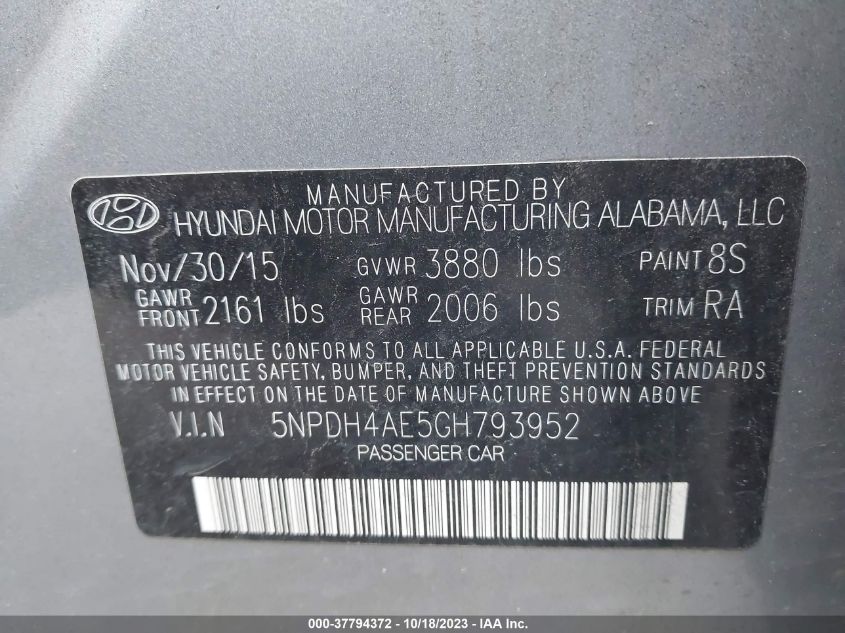 MANUFACTURED BY
HYUNDAI MOTOR MANUFACTURING ALABAMA, LLC
Nov/30/15 GVWR 3880 lbs PAINT 8S
GAWR FRONT 2161 lbs GAWR REAR 2006 lbs TRIM RA
THIS VEHICLE CONFORMS TO ALL APPLICABLE U.S.A. FEDERAL
MOTOR VEHICLE SAFETY, BUMPER, AND THEFT PREVENTION STANDARDS
IN EFFECT ON THE DATE OF MANUFACTURE SHOWN ABOVE
V.I.N 5NPDH4AE5GH793952
PASSENGER CAR
000-37794372 - 10/18/2023 - IAA Inc.